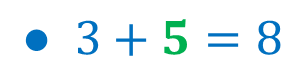 • 3 + 5 = 8